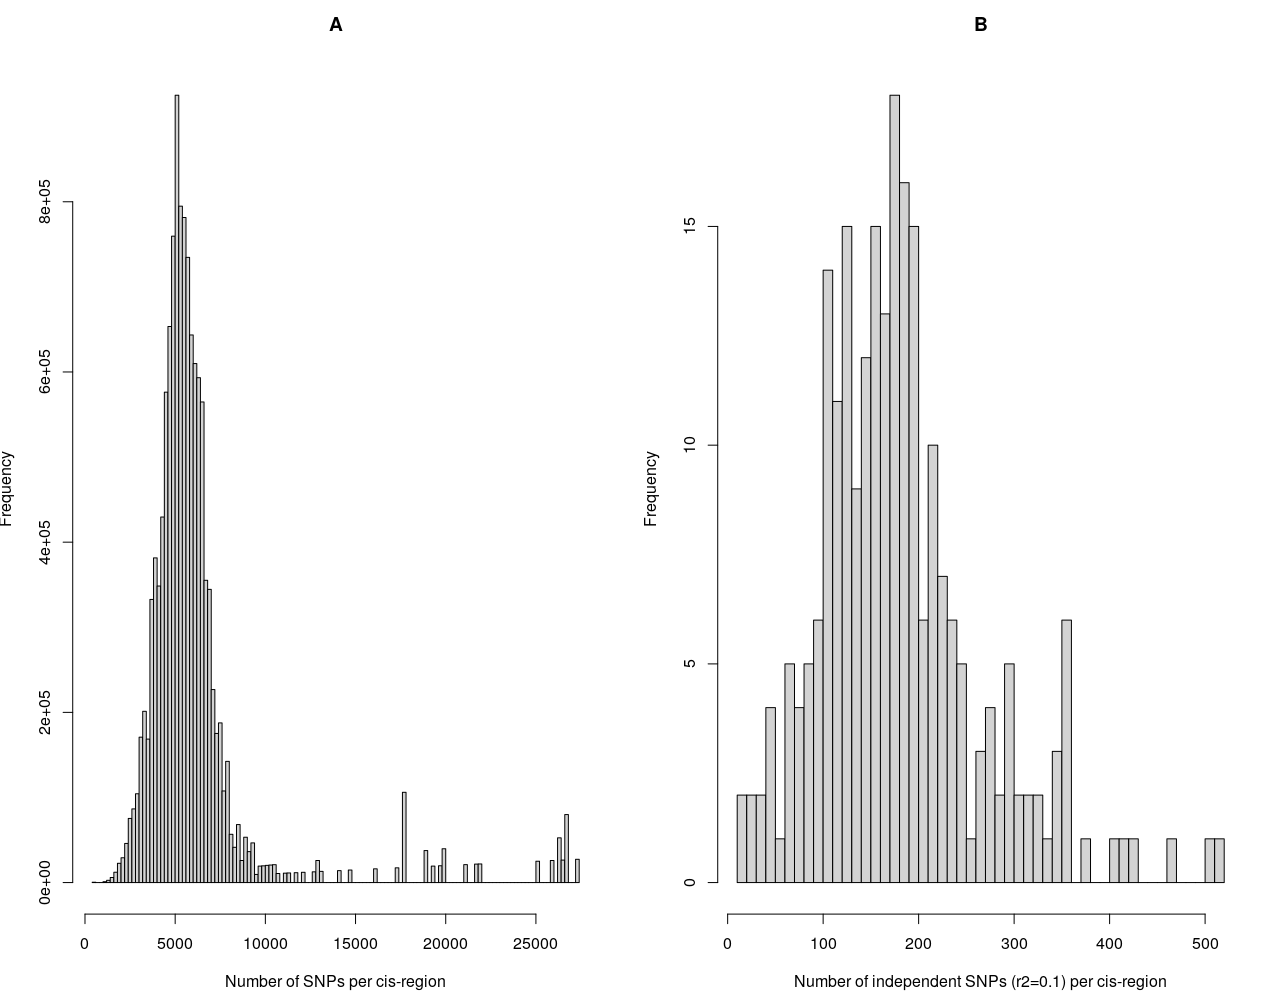 A
Frequency
8e+05
6e+05
4e+05
2e+05
0e+00
0 5000 10000 15000 20000 25000
Number of SNPs per cis-region
B
Frequency
15
10
5
0
0 100 200 300 400 500
Number of independent SNPs (r2=0.1) per cis-region